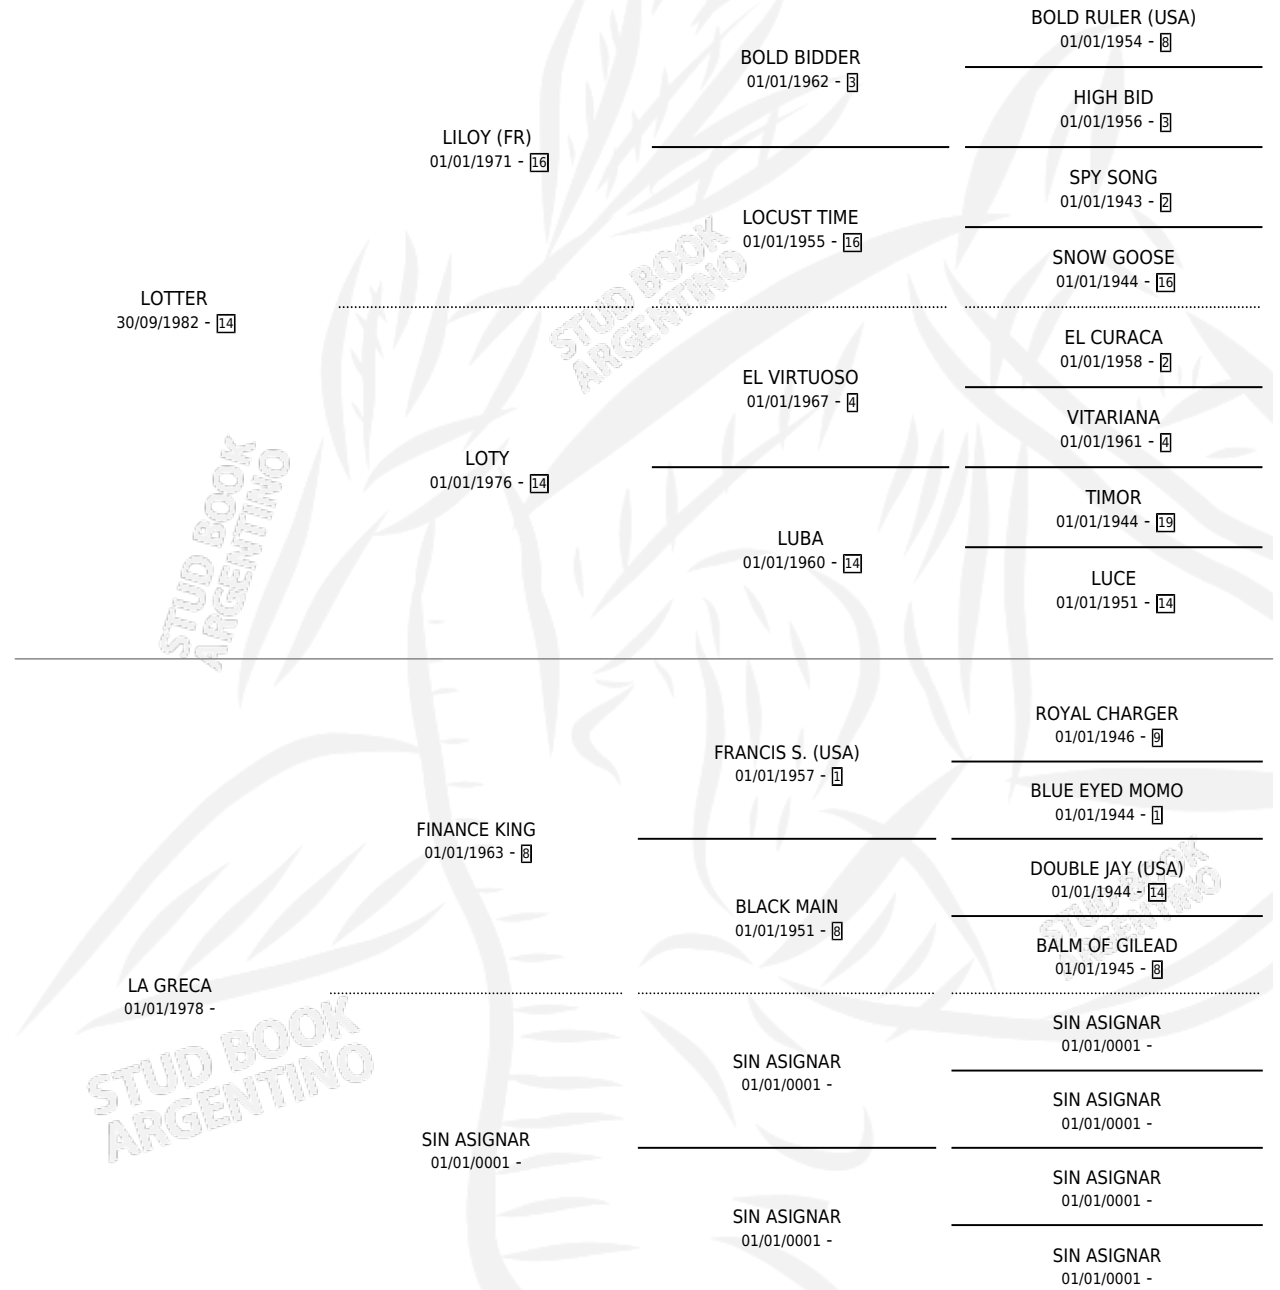 BOLD RULER (USA)
01/01/1954 - 8
BOLD BIDDER
01/01/1962 - 3
HIGH BID
01/01/1956 - 3
LILOY (FR)
01/01/1971 - 16
SPY SONG
01/01/1943 - 2
LOCUST TIME
01/01/1955 - 16
SNOW GOOSE
01/01/1944 - 16
LOTTER
30/09/1982 - 14
STUD BOOK
ARGENTINO
EL CURACA
01/01/1958 - 2
EL VIRTUOSO
01/01/1967 - 4
VITARIANA
01/01/1961 - 4
LOTY
01/01/1976 - 14
TIMOR
01/01/1944 - 19
LUBA
01/01/1960 - 14
LUCE
01/01/1951 - 14
STUD BOOK
ARGENTINO
ROYAL CHARGER
01/01/1946 - 9
FRANCIS S. (USA)
01/01/1957 - 1
BLUE EYED MOMO
01/01/1944 - 1
FINANCE KING
01/01/1963 - 8
DOUBLE JAY (USA)
01/01/1944 - 14
BLACK MAIN
01/01/1951 - 8
STUD BOOK
ARGENTINO
BALM OF GILEAD
01/01/1945 - 8
LA GRECA
01/01/1978 -
SIN ASIGNAR
01/01/0001 -
SIN ASIGNAR
01/01/0001 -
STUD BOOK
ARGENTINO
SIN ASIGNAR
01/01/0001 -
SIN ASIGNAR
01/01/0001 -
SIN ASIGNAR
01/01/0001 -
SIN ASIGNAR
01/01/0001 -
SIN ASIGNAR
01/01/0001 -